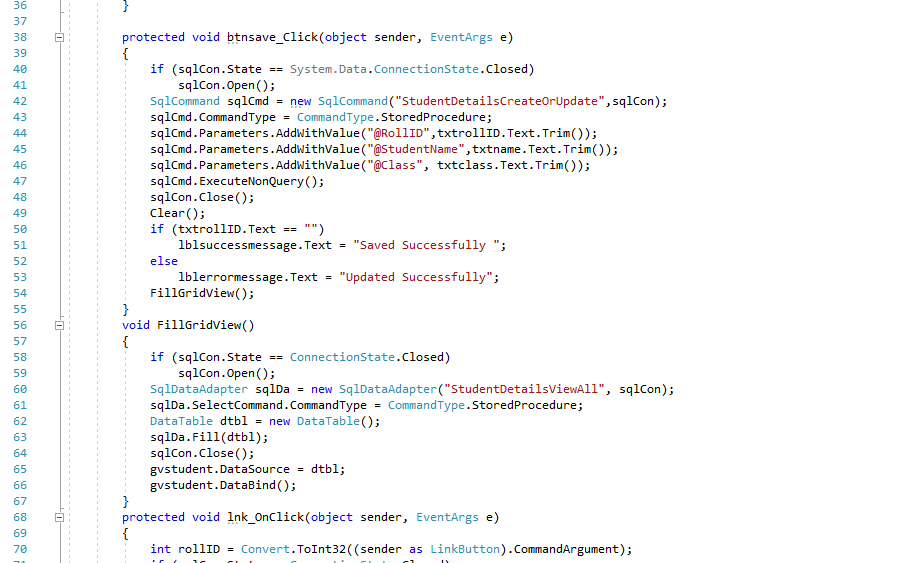 36 }
37
38 protected void btnsave_Click(object sender, EventArgs e)
39 {
40 if (sqlCon.State == System.Data.ConnectionState.Closed)
41 sqlCon.Open();
42 SqlCommand sqlCmd = new SqlCommand("StudentDetailsCreateOrUpdate",sqlCon);
43 sqlCmd.CommandType = CommandType.StoredProcedure;
44 sqlCmd.Parameters.AddWithValue("@RollID",txtrollID.Text.Trim());
45 sqlCmd.Parameters.AddWithValue("@StudentName",txtname.Text.Trim());
46 sqlCmd.Parameters.AddWithValue("@Class", txtclass.Text.Trim());
47 sqlCmd.ExecuteNonQuery();
48 sqlCon.Close();
49 Clear();
50 if (txtrollID.Text == "")
51 lblsuccessmessage.Text = "Saved Successfully ";
52 else
53 lblerrormessage.Text = "Updated Successfully";
54 FillGridView();
55 }
56 void FillGridView()
57 {
58 if (sqlCon.State == ConnectionState.Closed)
59 sqlCon.Open();
60 SqlDataAdapter sqlDa = new SqlDataAdapter("StudentDetailsViewAll", sqlCon);
61 sqlDa.SelectCommand.CommandType = CommandType.StoredProcedure;
62 DataTable dtbl = new DataTable();
63 sqlDa.Fill(dtbl);
64 sqlCon.Close();
65 gvstudent.DataSource = dtbl;
66 gvstudent.DataBind();
67 }
68 protected void lnk_OnClick(object sender, EventArgs e)
69 {
70 int rollID = Convert.ToInt32((sender as LinkButton).CommandArgument);